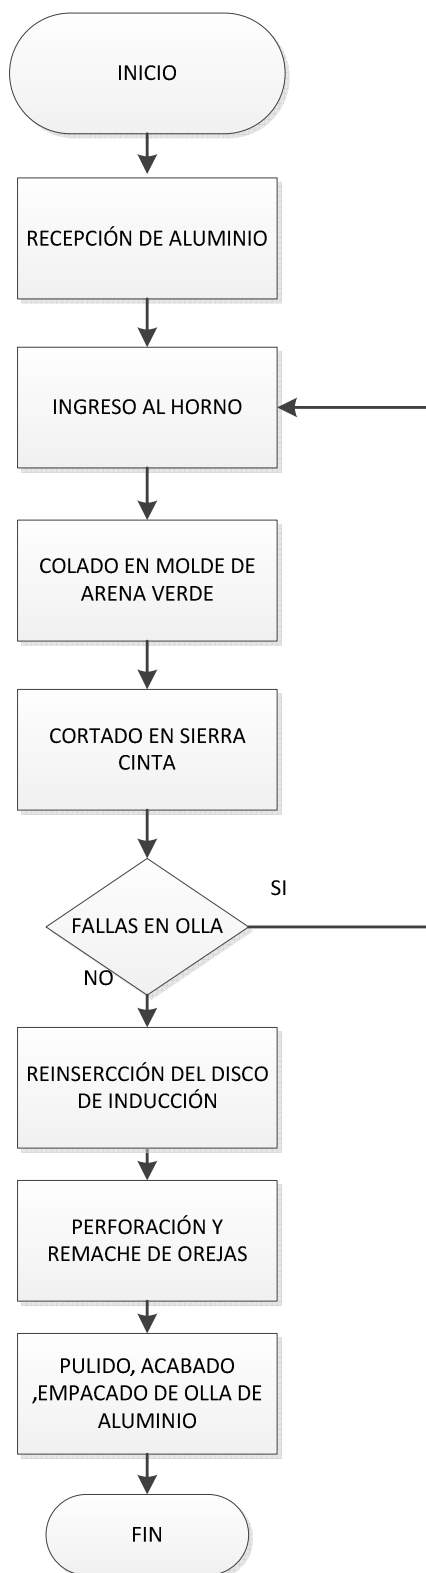 INICIO
RECEPCIÓN DE ALUMINIO
INGRESO AL HORNO
COLADO EN MOLDE DE
ARENA VERDE
CORTADO EN SIERRA
CINTA
SI
FALLAS EN OLLA
NO
REINSERCCIÓN DEL DISCO
DE INDUCCIÓN
PERFORACIÓN Y
REMACHE DE OREJAS
PULIDO, ACABADO
,EMPACADO DE OLLA DE
ALUMINIO
FIN